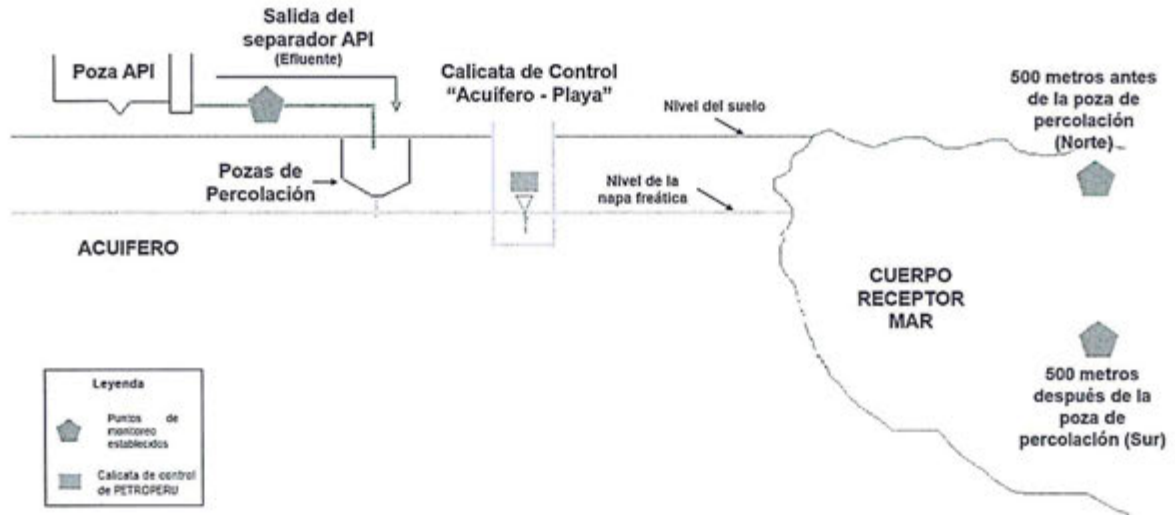 Salida del
separador API
(Efluente)
Poza API
Calicata de Control
"Acuifero - Playa"
Nivel del suelo
500 metros antes
de la poza de
percolación
(Norte)
Pozas de
Percolación
Nivel de la
napa freática
ACUIFERO
CUERPO
RECEPTOR
MAR
500 metros
después de la
poza de
percolación (Sur)
Leyenda
Puntos de
monitoreo
establecidos
Calicata de control
de PETROPERU